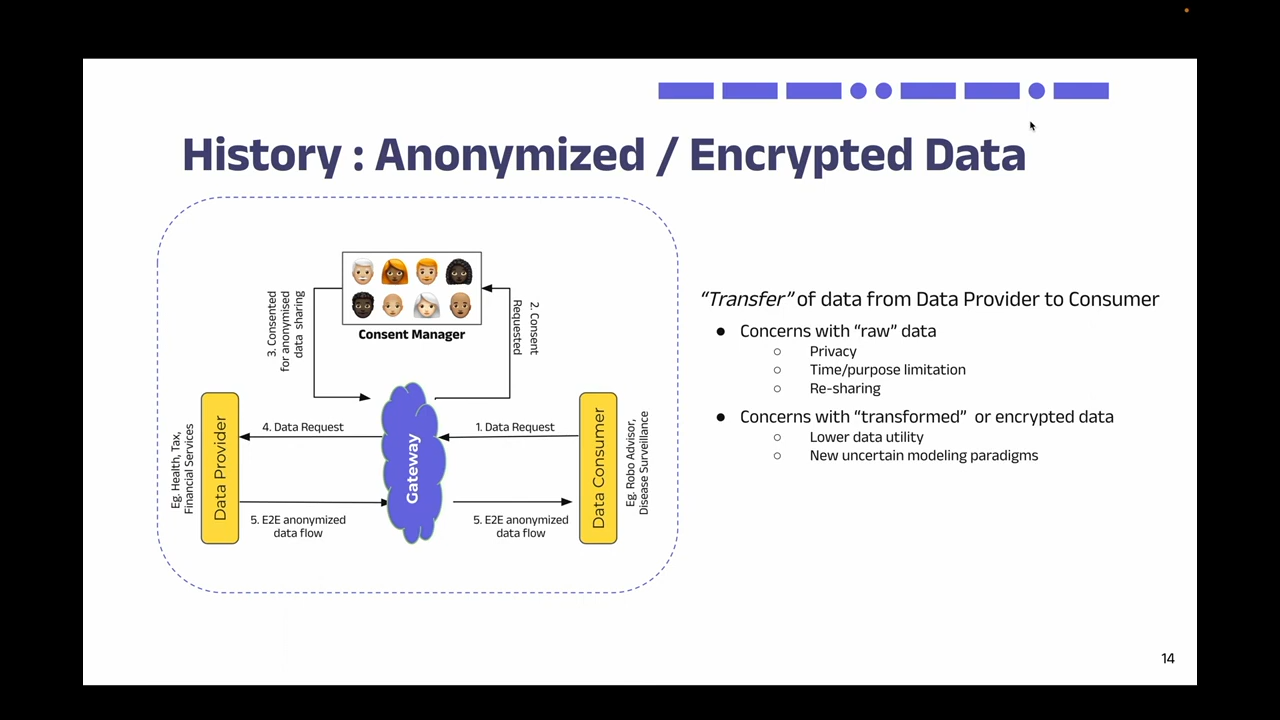 History : Anonymized / Encrypted Data
Consent Manager
3. Consented
for anonymised
data sharing
2. Consent
Requested
Eg. Health, Tax,
Financial Services
Data Provider
4. Data Request
Gateway
1. Data Request
Data Consumer
Eg. Robo Advisor,
Disease Surveillance
5. E2E anonymized
data flow
5. E2E anonymized
data flow
“Transfer” of data from Data Provider to Consumer
● Concerns with “raw” data
○ Privacy
○ Time/purpose limitation
○ Re-sharing
● Concerns with “transformed” or encrypted data
○ Lower data utility
○ New uncertain modeling paradigms
14